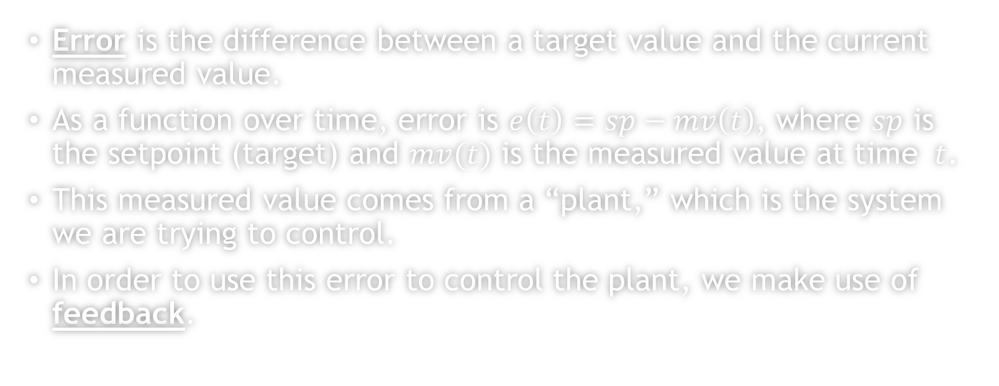 • Error is the difference between a target value and the current
measured value.
• As a function over time, error is e(t) = sp − mv(t), where sp is
the setpoint (target) and mv(t) is the measured value at time t.
• This measured value comes from a “plant,” which is the system
we are trying to control.
• In order to use this error to control the plant, we make use of
feedback.